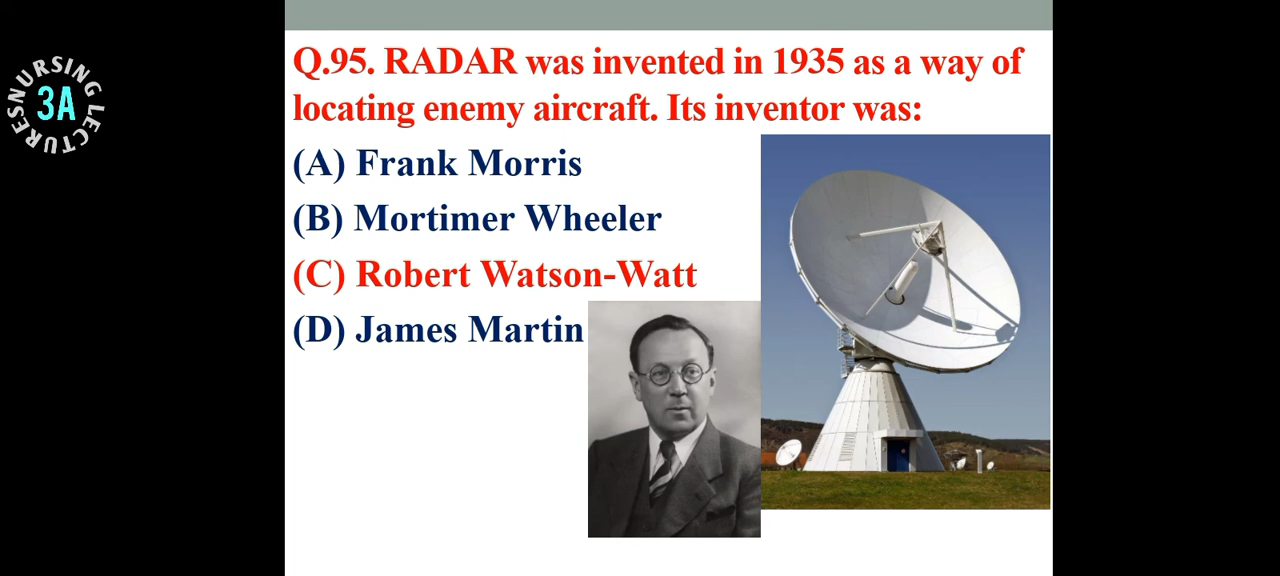 NURSING LECTURES
3A
Q.95. RADAR was invented in 1935 as a way of
locating enemy aircraft. Its inventor was:
(A) Frank Morris
(B) Mortimer Wheeler
(C) Robert Watson-Watt
(D) James Martin